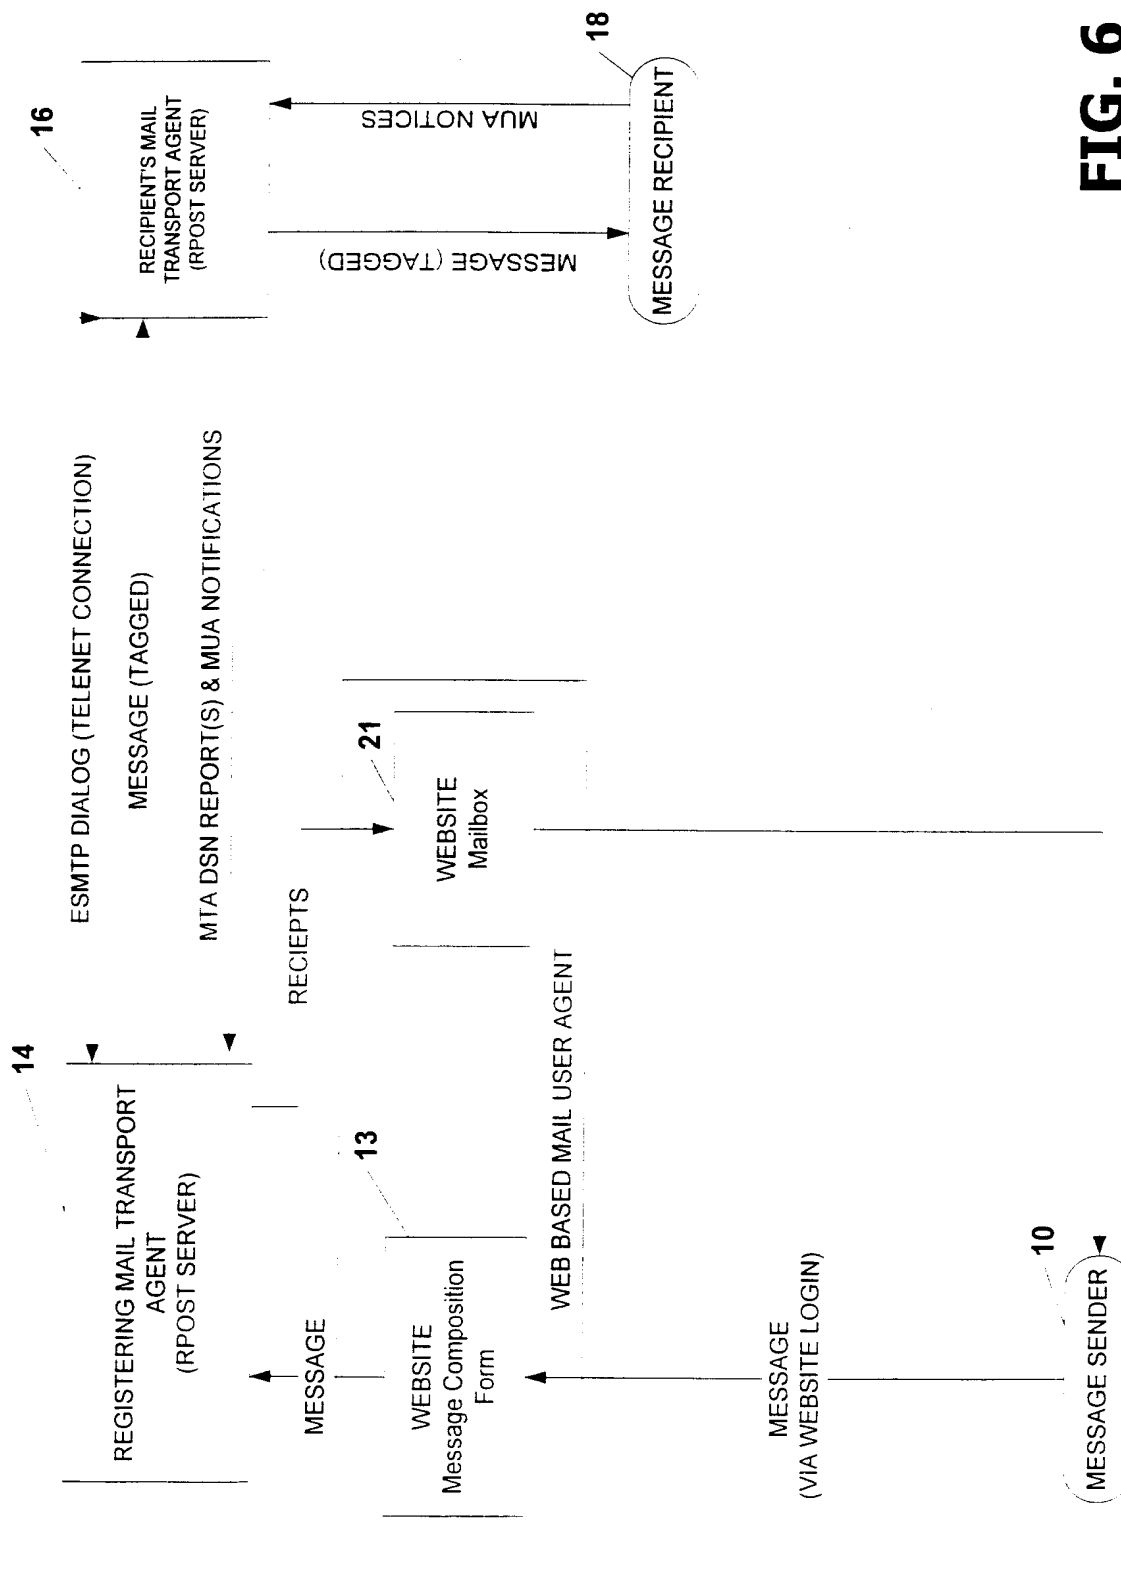 14
REGISTERING MAIL TRANSPORT
AGENT
(RPOST SERVER)
ESMTP DIALOG (TELENET CONNECTION)
MESSAGE (TAGGED)
MTA DSN REPORT(S) & MUA NOTIFICATIONS
16
RECIPIENT'S MAIL
TRANSPORT AGENT
(RPOST SERVER)
MESSAGE
RECIEPTS
MESSAGE (TAGGED)
MUA NOTICES
13
WEBSITE
Message Composition
Form
21
WEBSITE
Mailbox
WEB BASED MAIL USER AGENT
18
MESSAGE RECIPIENT
MESSAGE
(VIA WEBSITE LOGIN)
10
MESSAGE SENDER
FIG. 6